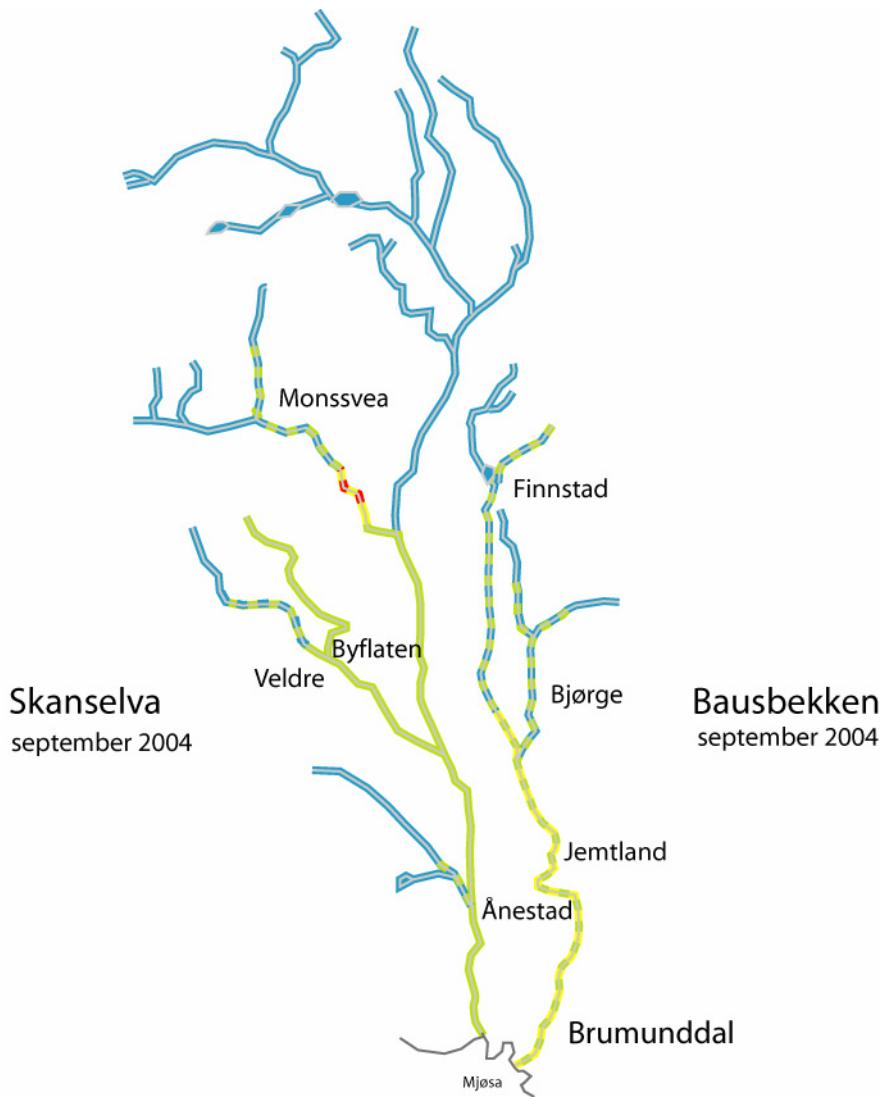 Monssvea
Finnstad
Byflaten
Veldre
Skanselva
september 2004
Bjørge
Bausbekken
september 2004
Jemtland
Ånestad
Brumunddal
Mjøsa